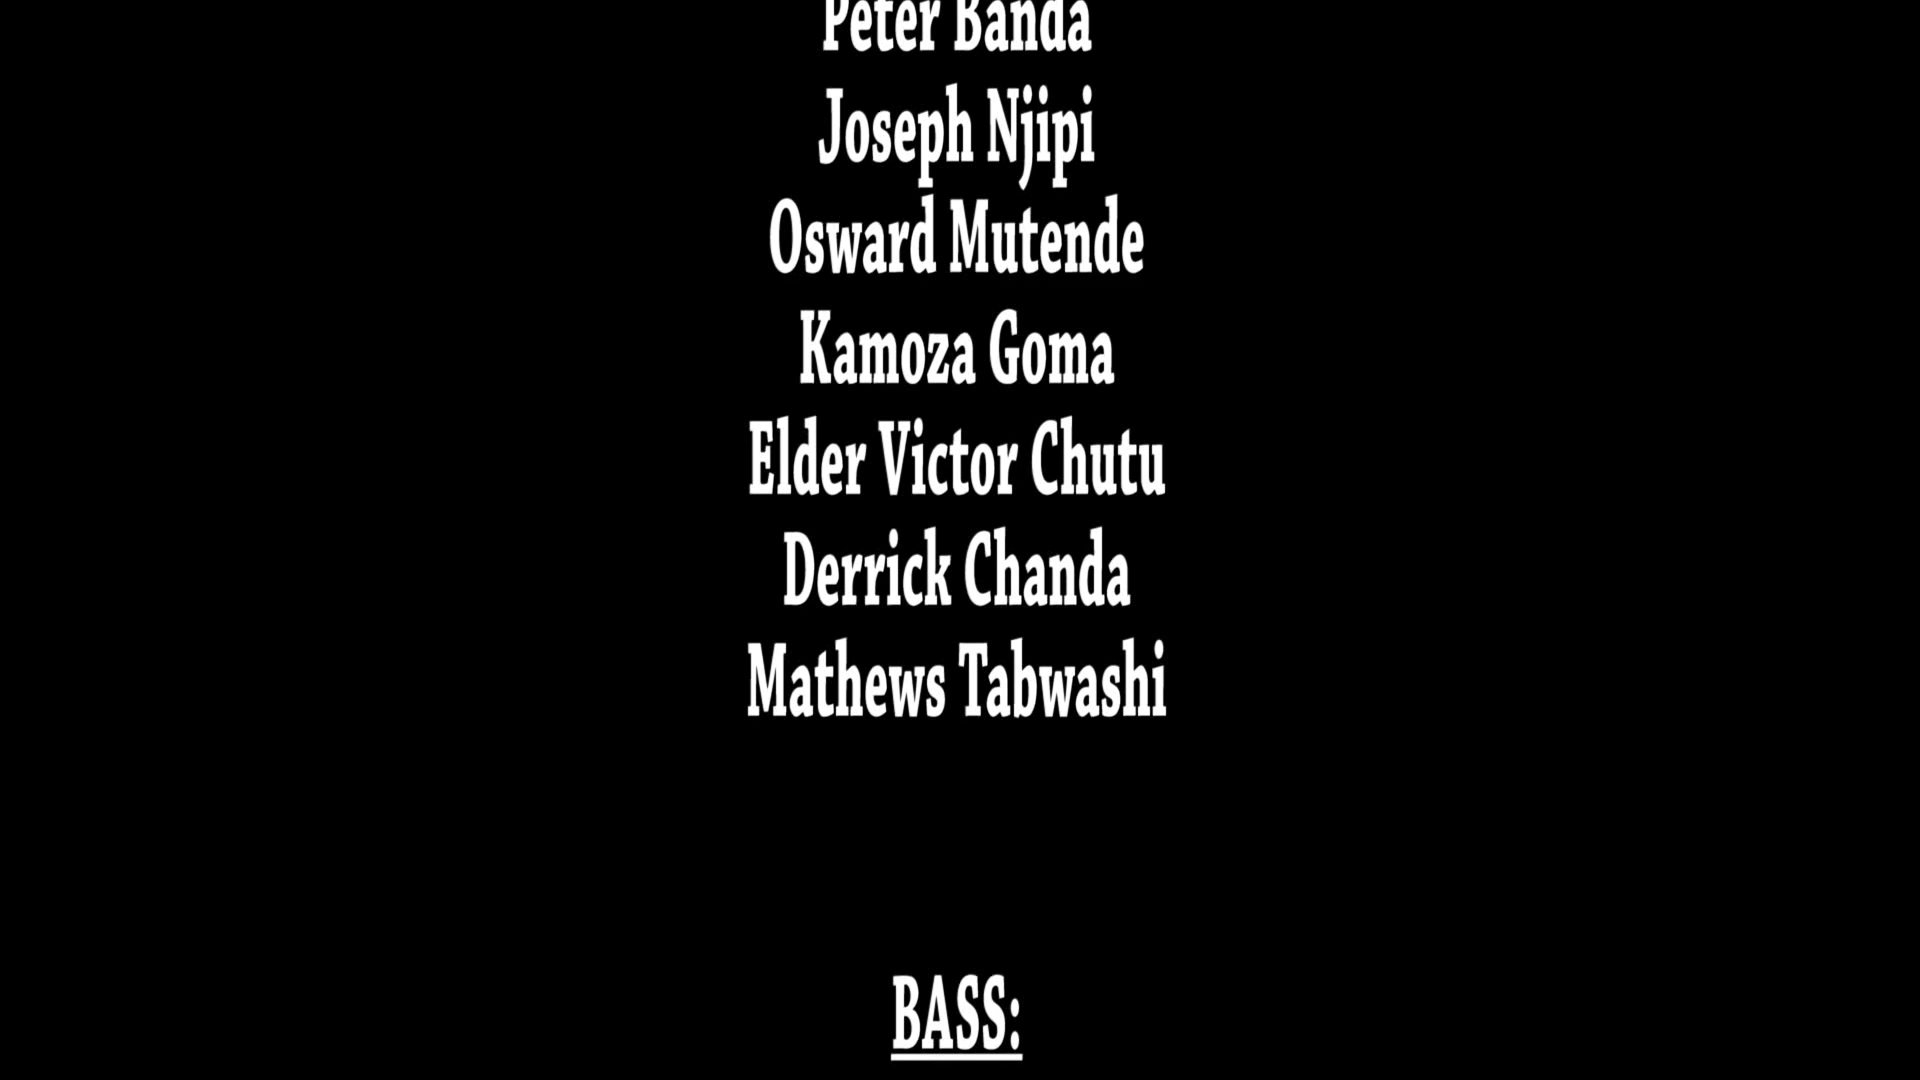 Peter Banda
Joseph Njipi
Osward Mutende
Kamoza Goma
Elder Victor Chutu
Derrick Chanda
Mathews Tabwashi
BASS: